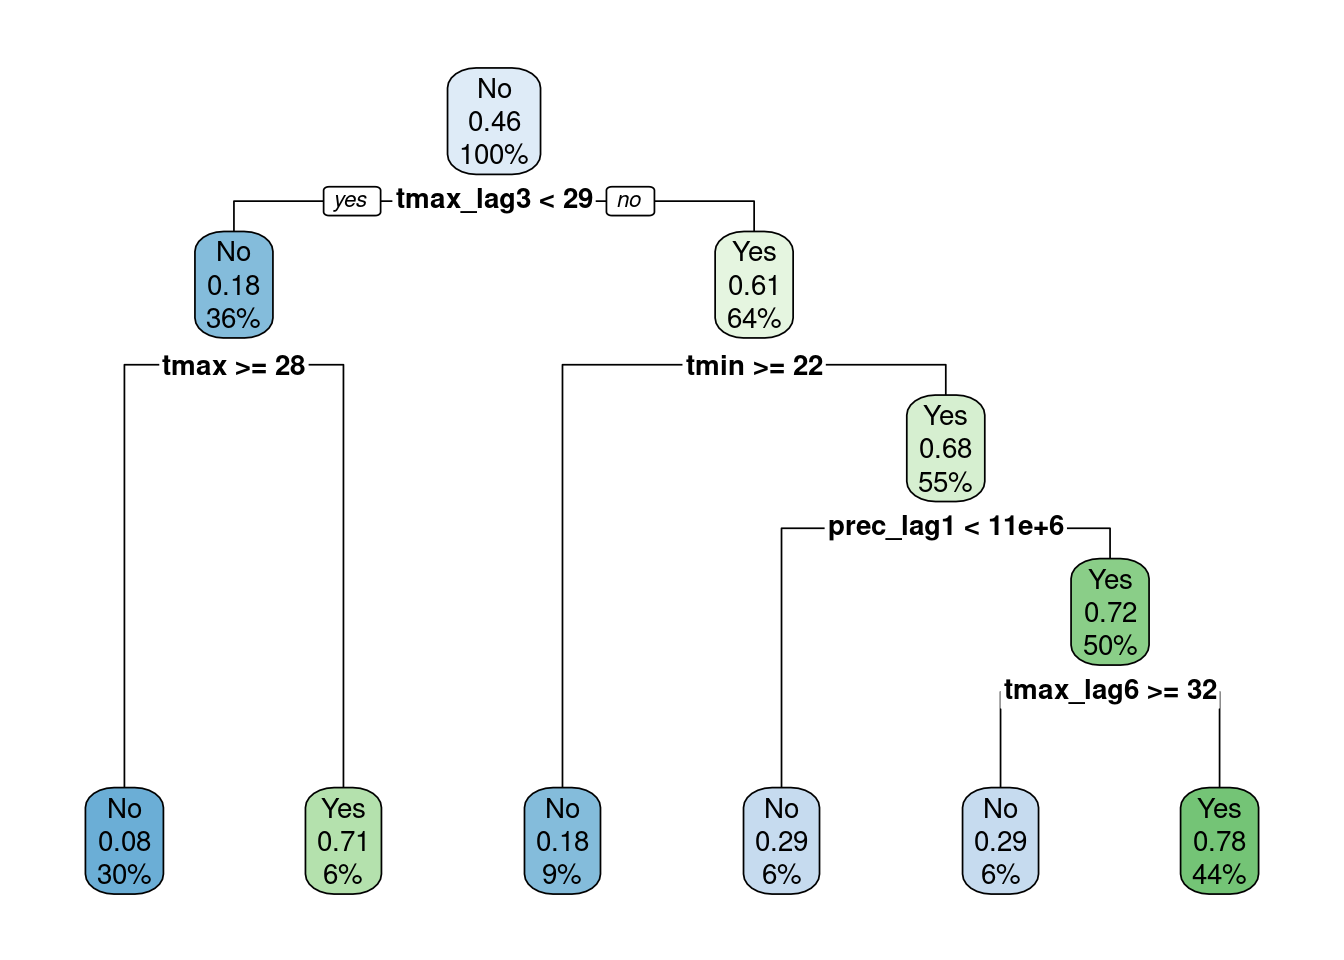 No
0.46
100%
yes
tmax_lag3 < 29
no
No
0.18
36%
Yes
0.61
64%
tmax >= 28
tmin >= 22
Yes
0.68
55%
prec_lag1 < 11e+6
Yes
0.72
50%
tmax_lag6 >= 32
No
0.08
30%
Yes
0.71
6%
No
0.18
9%
No
0.29
6%
No
0.29
6%
Yes
0.78
44%